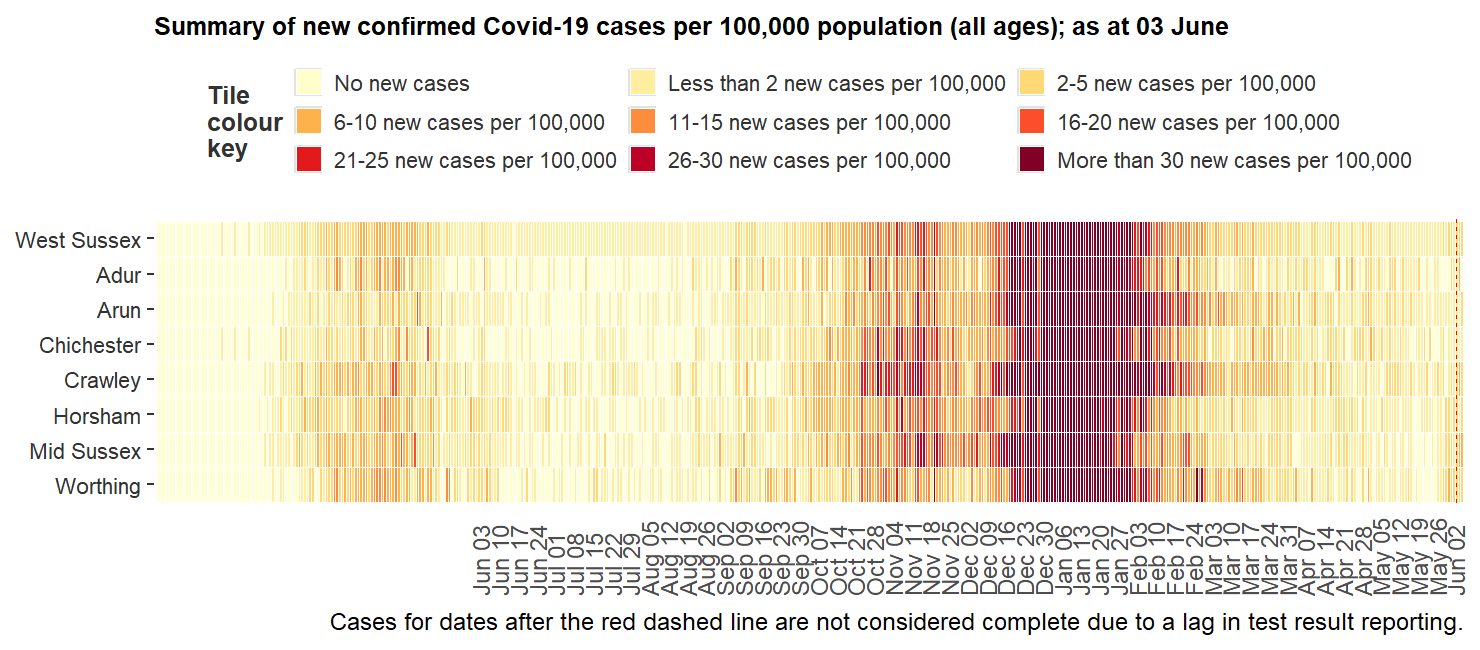 Summary of new confirmed Covid-19 cases per 100,000 population (all ages); as at 03 June
Tile
colour
key
No new cases
Less than 2 new cases per 100,000
2-5 new cases per 100,000
6-10 new cases per 100,000
11-15 new cases per 100,000
16-20 new cases per 100,000
21-25 new cases per 100,000
26-30 new cases per 100,000
More than 30 new cases per 100,000
West Sussex
Adur
Arun
Chichester
Crawley
Horsham
Mid Sussex
Worthing
Jun 03
Jun 10
Jun 17
Jun 24
Jul 01
Jul 08
Jul 15
Jul 22
Jul 29
Aug 05
Aug 12
Aug 19
Aug 26
Sep 02
Sep 09
Sep 16
Sep 23
Sep 30
Oct 07
Oct 14
Oct 21
Oct 28
Nov 04
Nov 11
Nov 18
Nov 25
Dec 02
Dec 09
Dec 16
Dec 23
Dec 30
Jan 06
Jan 13
Jan 20
Jan 27
Feb 03
Feb 10
Feb 17
Feb 24
Mar 03
Mar 10
Mar 17
Mar 24
Mar 31
Apr 07
Apr 14
Apr 21
Apr 28
May 05
May 12
May 19
May 26
Jun 02
Cases for dates after the red dashed line are not considered complete due to a lag in test result reporting.